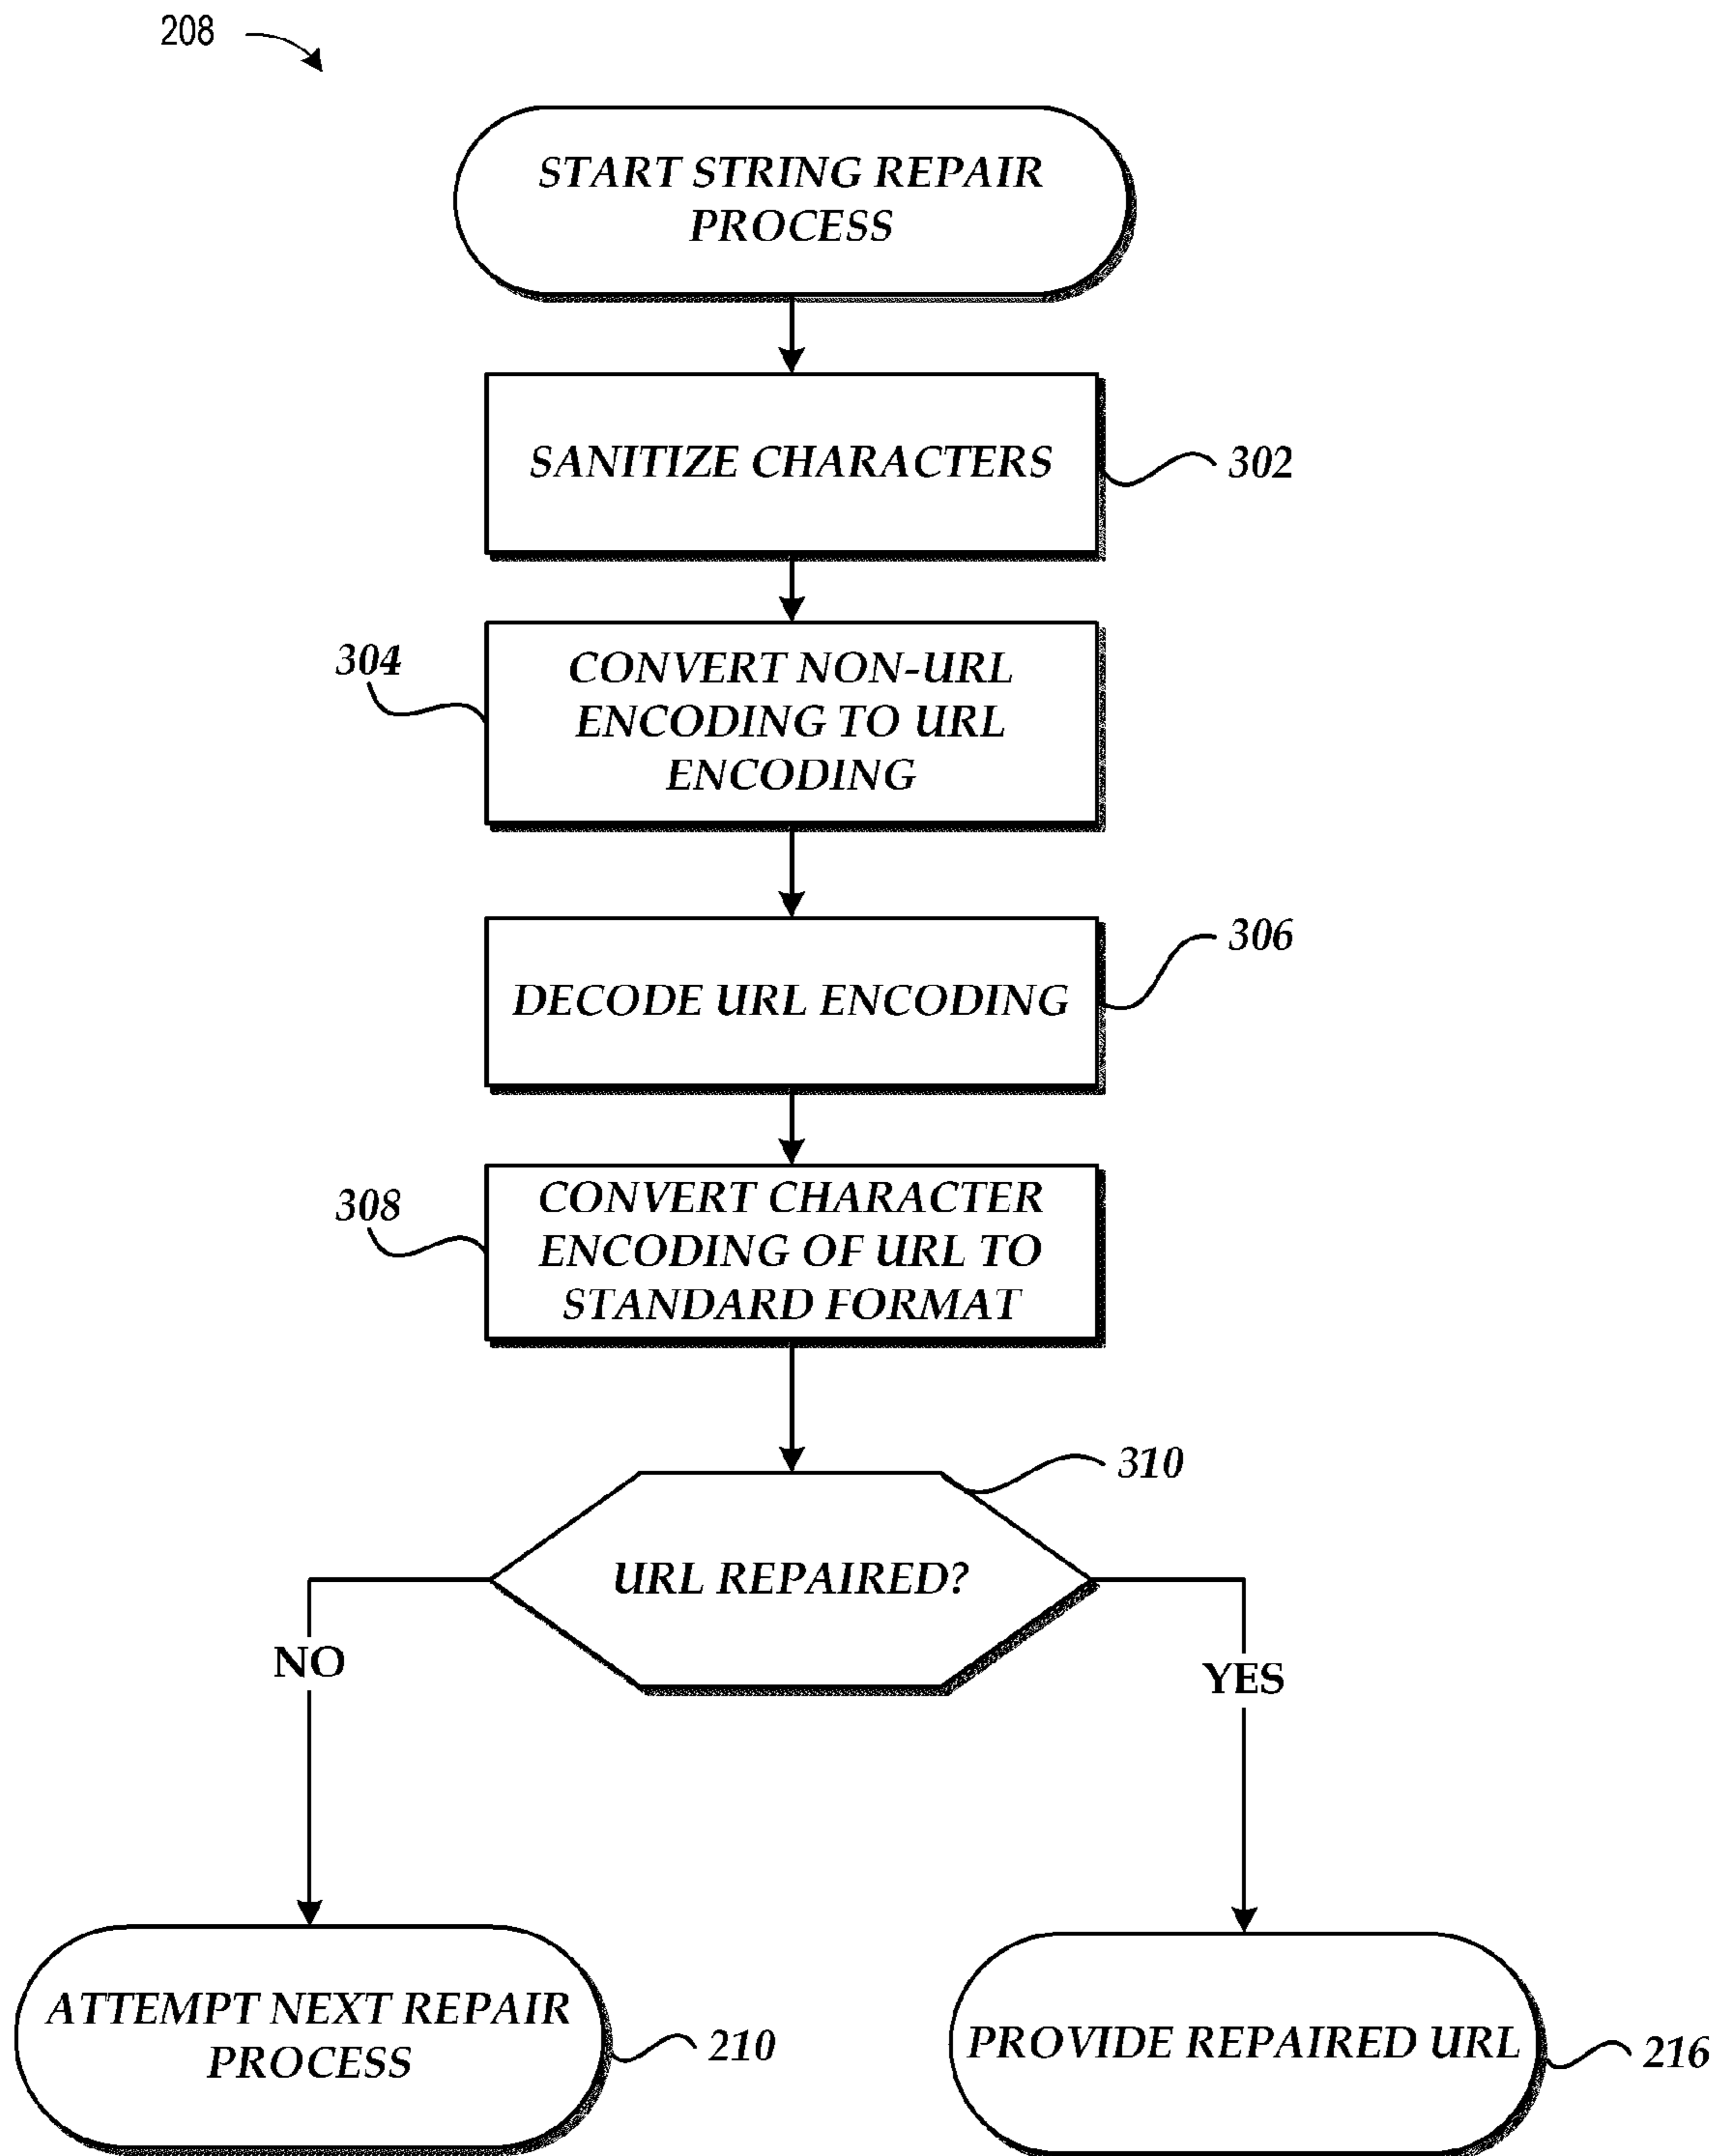 208
START STRING REPAIR
PROCESS
SANITIZE CHARACTERS
302
304
CONVERT NON-URL
ENCODING TO URL
ENCODING
306
DECODE URL ENCODING
308
CONVERT CHARACTER
ENCODING OF URL TO
STANDARD FORMAT
310
URL REPAIRED?
NO
YES
ATTEMPT NEXT REPAIR
PROCESS
210
PROVIDE REPAIRED URL
216